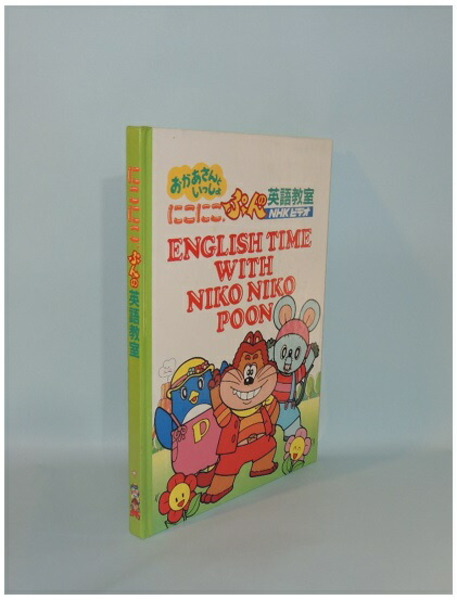 おかあさんと
いっしょ
にこにこ、ぷんの
英語教室
NHKビデオ
ENGLISH TIME
WITH
NIKO NIKO
POON
D
にこにこ ぷんの 英語教室